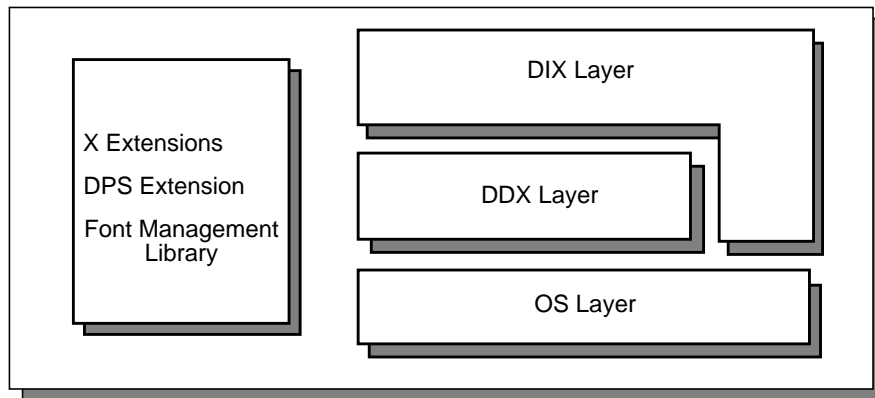 X Extensions
DPS Extension
Font Management
Library
DIX Layer
DDX Layer
OS Layer